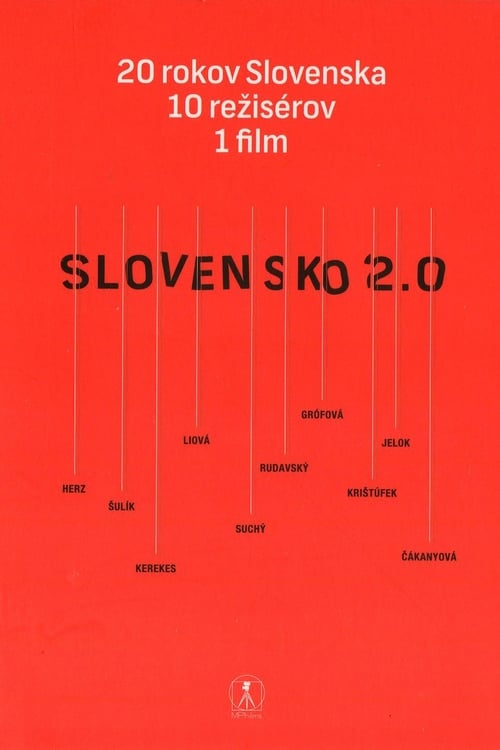 20 rokov Slovenska
10 režisérov
1 film
SLOVENSKO 2.0
HERZ
ŠULÍK
KEREKES
LIOVÁ
SUCHÝ
RUDAVSKÝ
GRÓFOVÁ
KRIŠTÚFEK
JELOK
ČÁKANYOVÁ
MPhilms